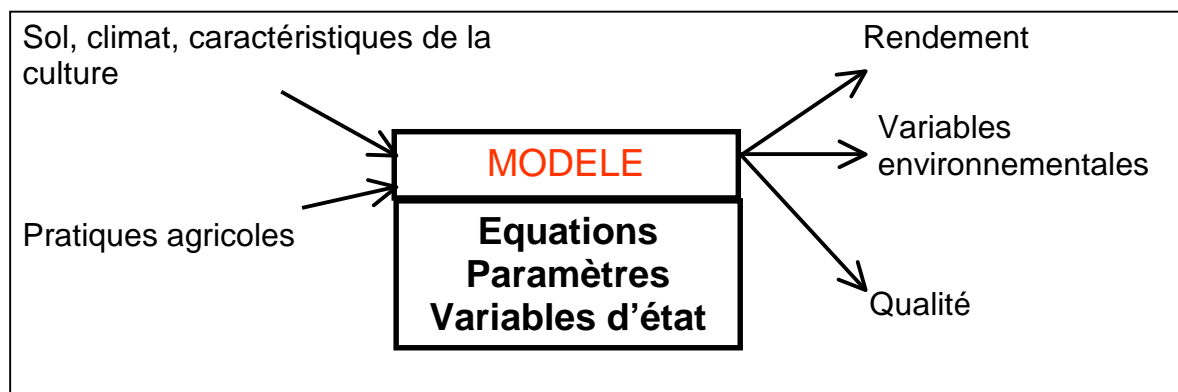 Sol, climat, caractéristiques de la
culture
Pratiques agricoles
MODELE
Equations
Paramètres
Variables d’état
Rendement
Variables
environnementales
Qualité